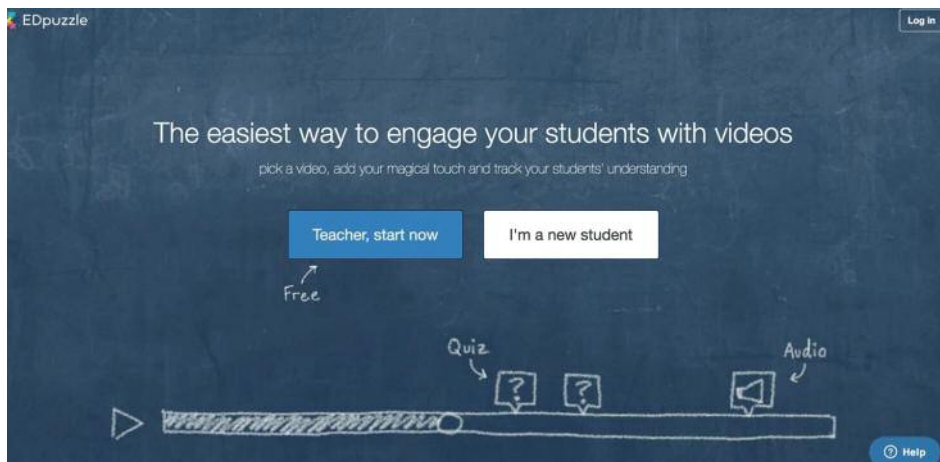 EDpuzzle
Log in
The easiest way to engage your students with videos
pick a video, add your magical touch and track your students' understanding
Teacher, start now
I'm a new student
Free
Quiz
Audio
?
?
? Help